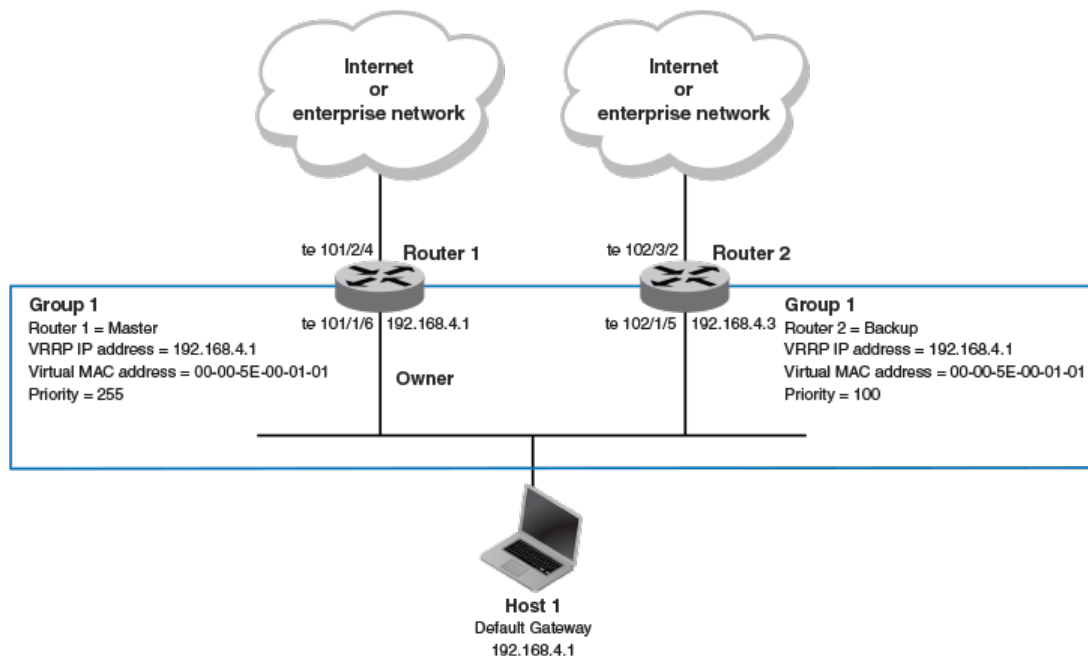 Internet
or
enterprise network
Internet
or
enterprise network
te 101/2/4
Router 1
te 102/3/2
Router 2
Group 1
Router 1 = Master
VRRP IP address = 192.168.4.1
Virtual MAC address = 00-00-5E-00-01-01
Priority = 255
te 101/1/6
192.168.4.1
Owner
te 102/1/5
192.168.4.3
Group 1
Router 2 = Backup
VRRP IP address = 192.168.4.1
Virtual MAC address = 00-00-5E-00-01-01
Priority = 100
Host 1
Default Gateway
192.168.4.1